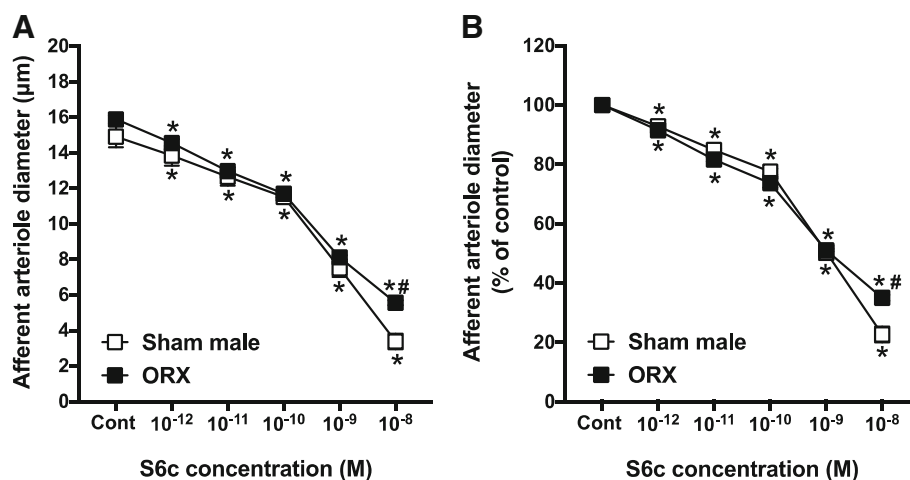 A
Afferent arteriole diameter (µm)
20
18
16
14
12
10
8
6
4
2
0
* * * * *#
* * * * *
Sham male
ORX
Cont 10⁻¹² 10⁻¹¹ 10⁻¹⁰ 10⁻⁹ 10⁻⁸
S6c concentration (M)
B
Afferent arteriole diameter
(% of control)
120
100
80
60
40
20
0
* * * * *#
* * * * *
Sham male
ORX
Cont 10⁻¹² 10⁻¹¹ 10⁻¹⁰ 10⁻⁹ 10⁻⁸
S6c concentration (M)